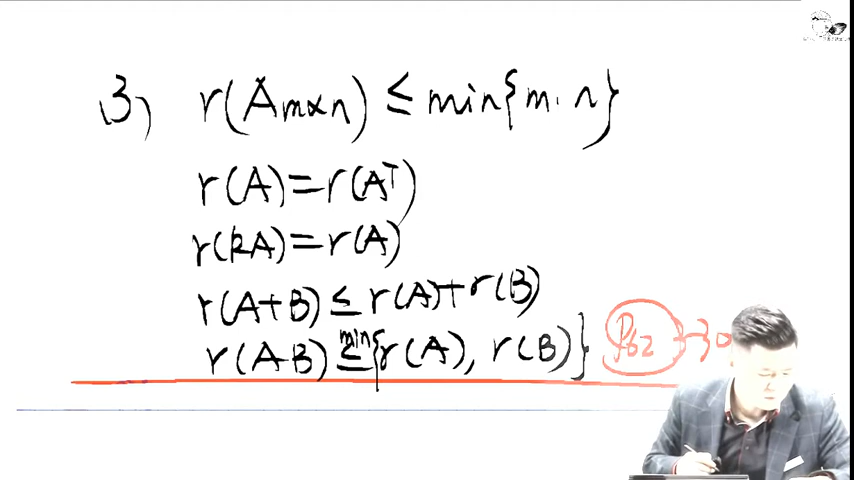 3) r(Am×n) ≤ min{m, n}
r(A)=r(Aᵀ)
r(kA)=r(A)
r(A+B) ≤ r(A)+r(B)
r(AB) ≤ min{r(A), r(B)} P62